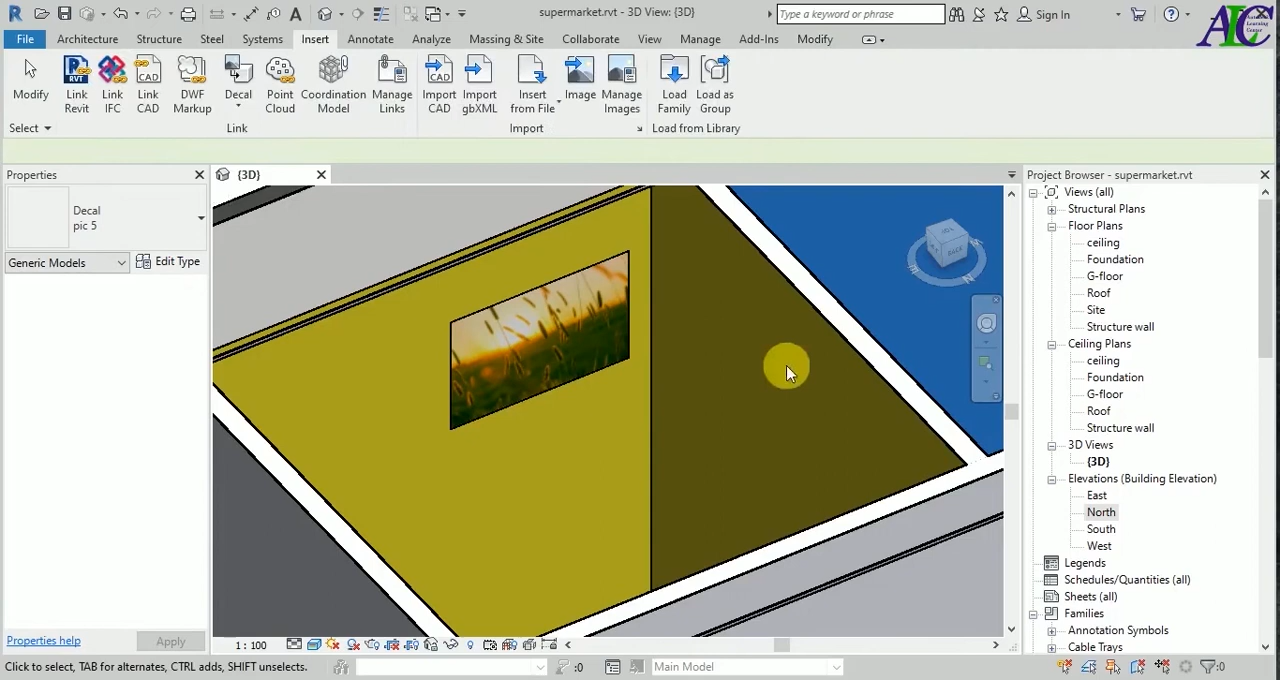 supermarket.rvt - 3D View: {3D}
Type a keyword or phrase
Sign In
ALC
File
Architecture
Structure
Steel
Systems
Insert
Annotate
Analyze
Massing & Site
Collaborate
View
Manage
Add-Ins
Modify
Modify
Link Revit
Link IFC
Link CAD
DWF Markup
Decal
Point Cloud
Coordination Model
Manage Links
Import CAD
Import gbXML
Insert from File
Image
Manage Images
Load Family
Load as Group
Select
Link
Import
Load from Library
Properties
Decal
pic 5
Generic Models
Edit Type
Properties help
Apply
{3D}
BACK
1 : 100
Project Browser - supermarket.rvt
Views (all)
Structural Plans
Floor Plans
ceiling
Foundation
G-floor
Roof
Site
Structure wall
Ceiling Plans
ceiling
Foundation
G-floor
Roof
Structure wall
3D Views
{3D}
Elevations (Building Elevation)
East
North
South
West
Legends
Schedules/Quantities (all)
Sheets (all)
Families
Annotation Symbols
Cable Trays
Click to select, TAB for alternates, CTRL adds, SHIFT unselects.
:0
Main Model
:0